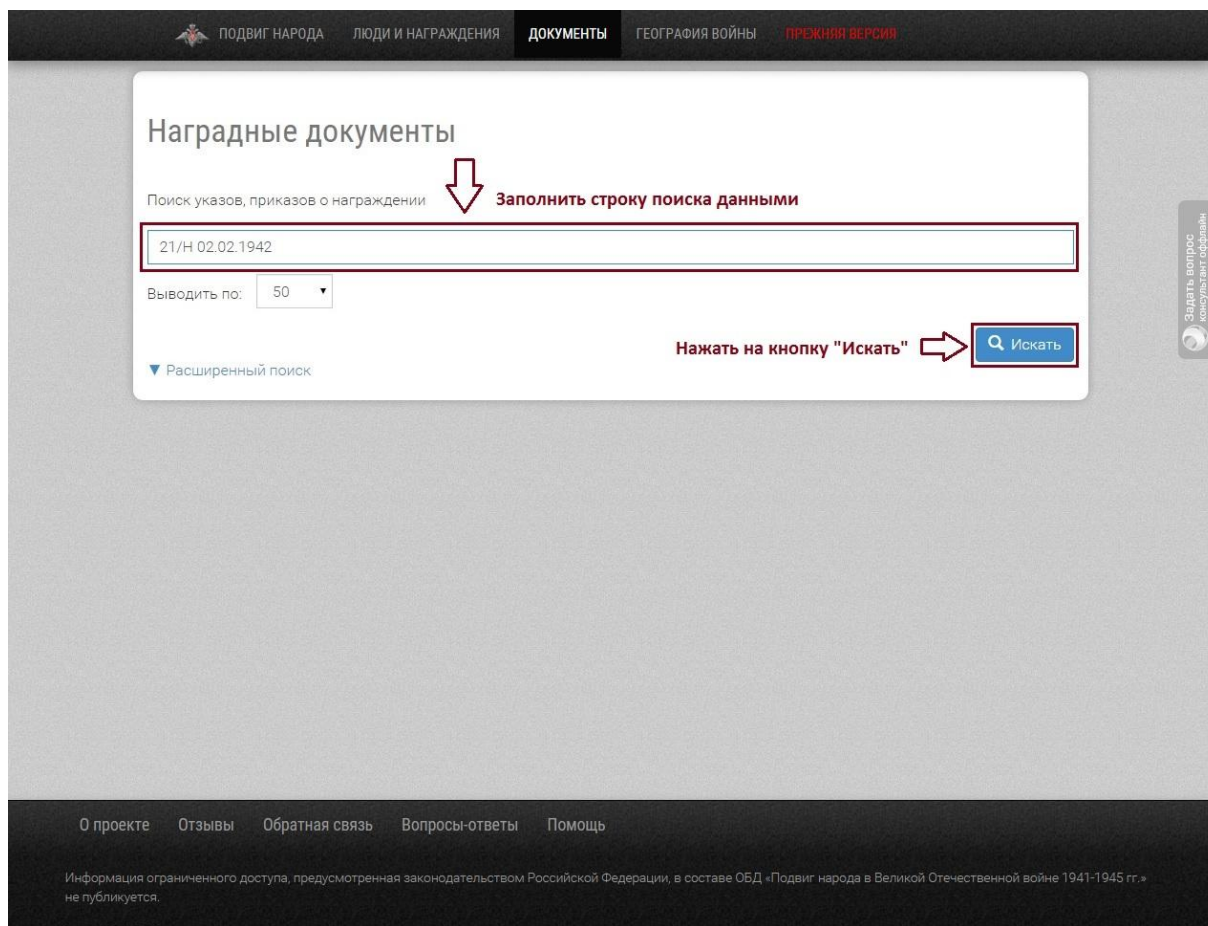 ПОДВИГ НАРОДА ЛЮДИ И НАГРАЖДЕНИЯ ДОКУМЕНТЫ ГЕОГРАФИЯ ВОЙНЫ ПРЕЖНЯЯ ВЕРСИЯ
Наградные документы
Поиск указов, приказов о награждении
Заполнить строку поиска данными
21/Н 02.02.1942
Выводить по: 50
Нажать на кнопку "Искать"
Искать
▼ Расширенный поиск
Задать вопрос
консультант оффлайн
О проекте Отзывы Обратная связь Вопросы-ответы Помощь
Информация ограниченного доступа, предусмотренная законодательством Российской Федерации, в составе ОБД «Подвиг народа в Великой Отечественной войне 1941-1945 гг.»
не публикуется.